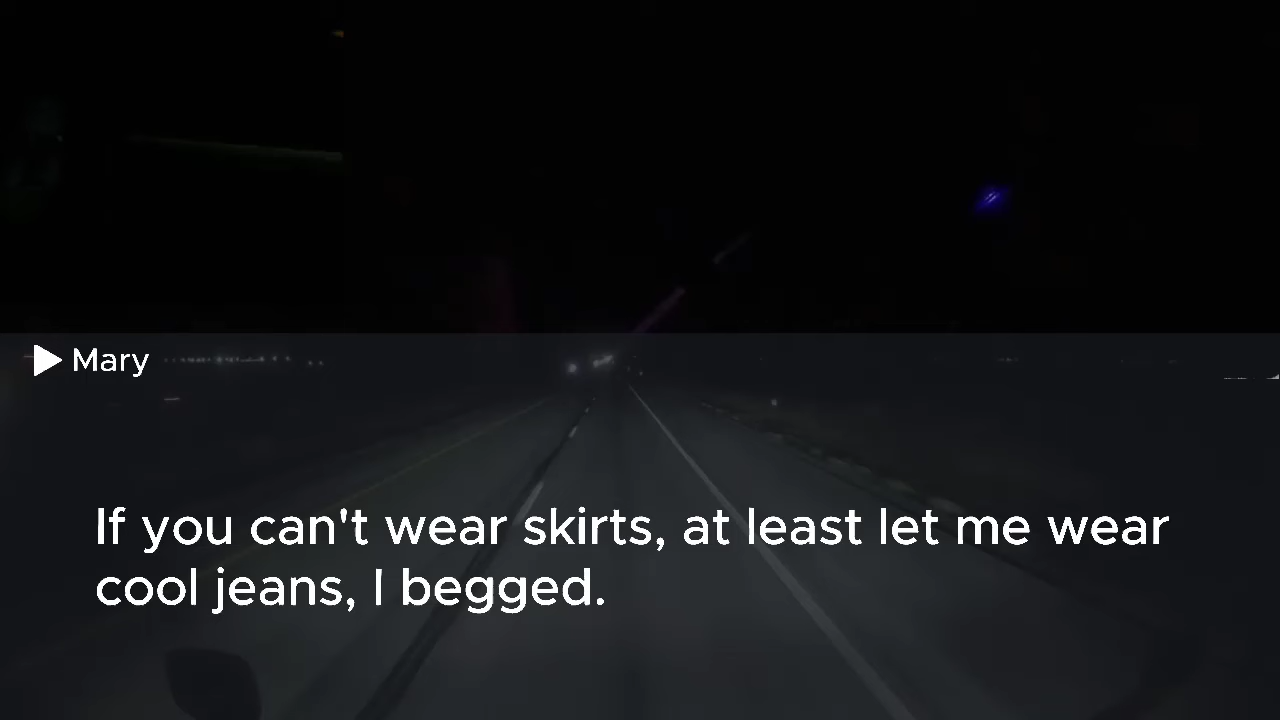 Mary
If you can't wear skirts, at least let me wear
cool jeans, I begged.